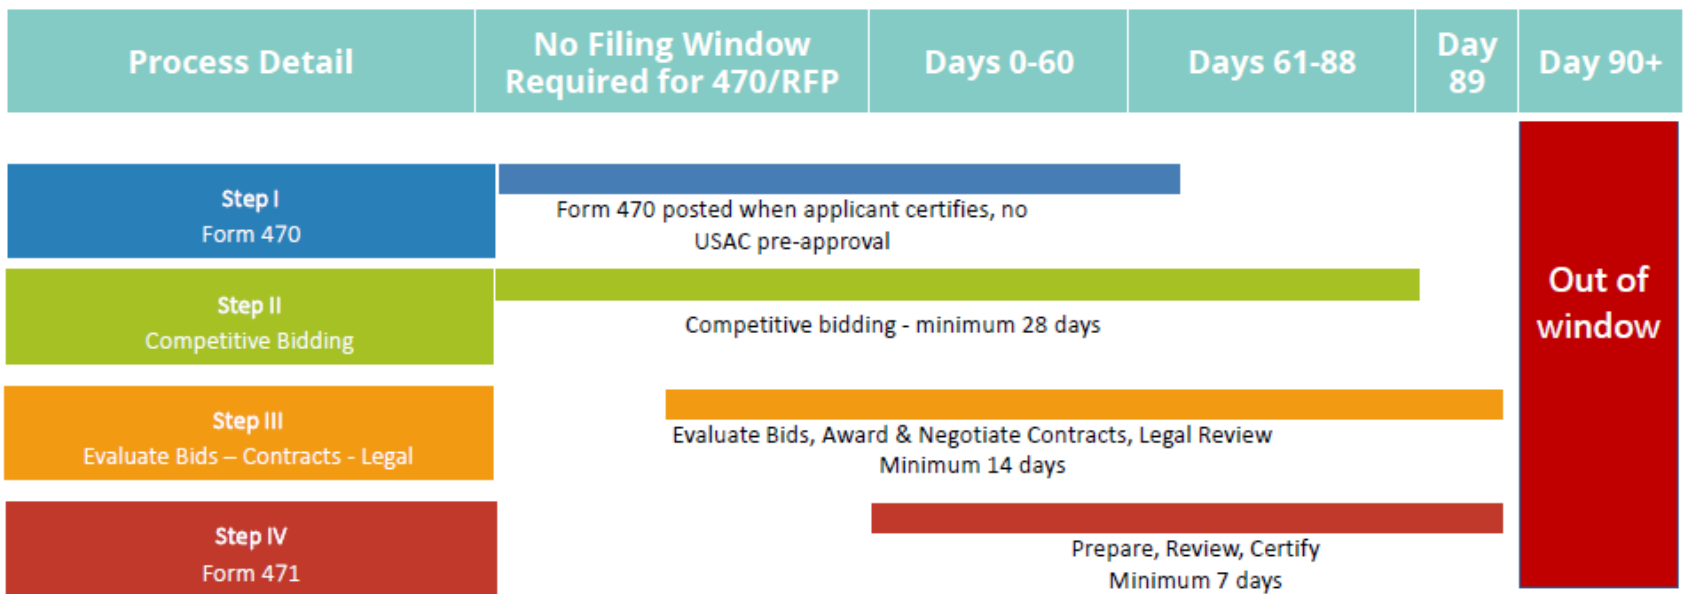 Process Detail
No Filing Window
Required for 470/RFP
Days 0-60
Days 61-88
Day
89
Day 90+
Step I
Form 470
Form 470 posted when applicant certifies, no
USAC pre-approval
Step II
Competitive Bidding
Competitive bidding - minimum 28 days
Out of
window
Step III
Evaluate Bids – Contracts - Legal
Evaluate Bids, Award & Negotiate Contracts, Legal Review
Minimum 14 days
Step IV
Form 471
Prepare, Review, Certify
Minimum 7 days